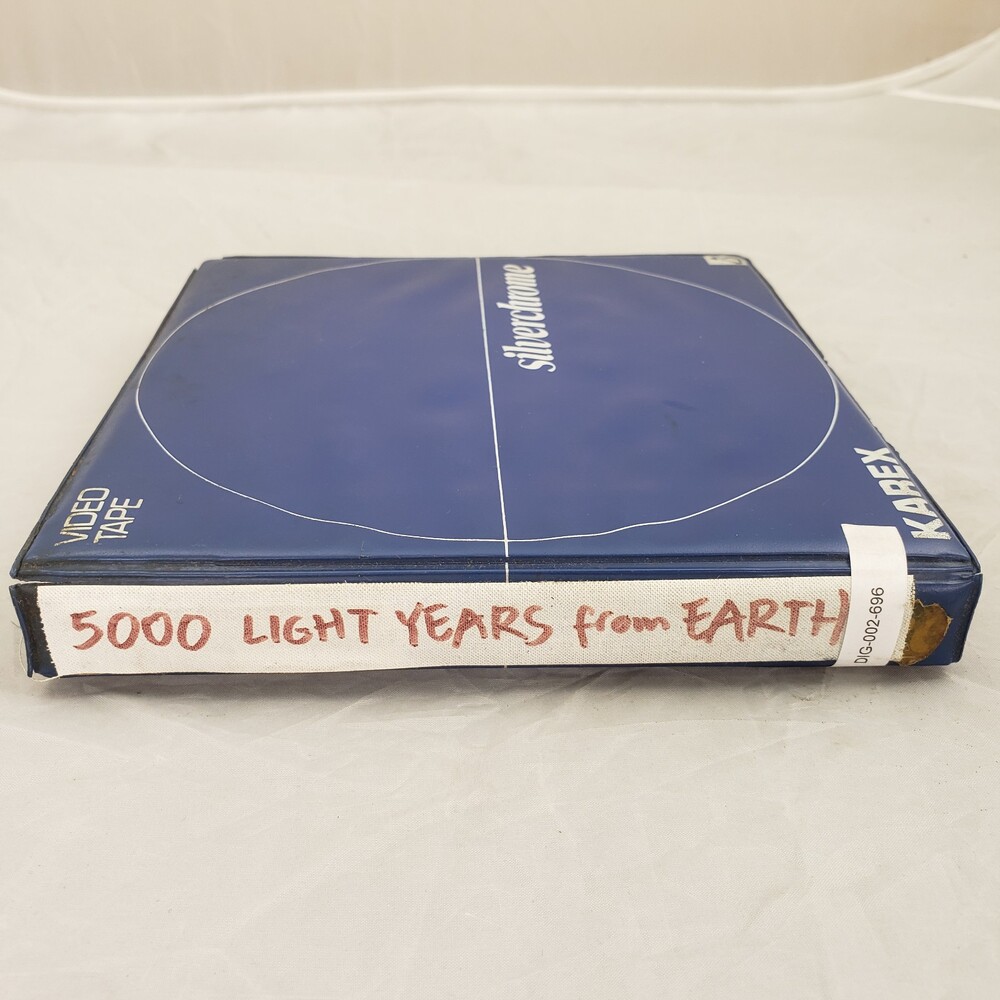 silverchrome
VIDEO
TAPE
KAREX
5000 LIGHT YEARS from EARTH
DIG-002-696